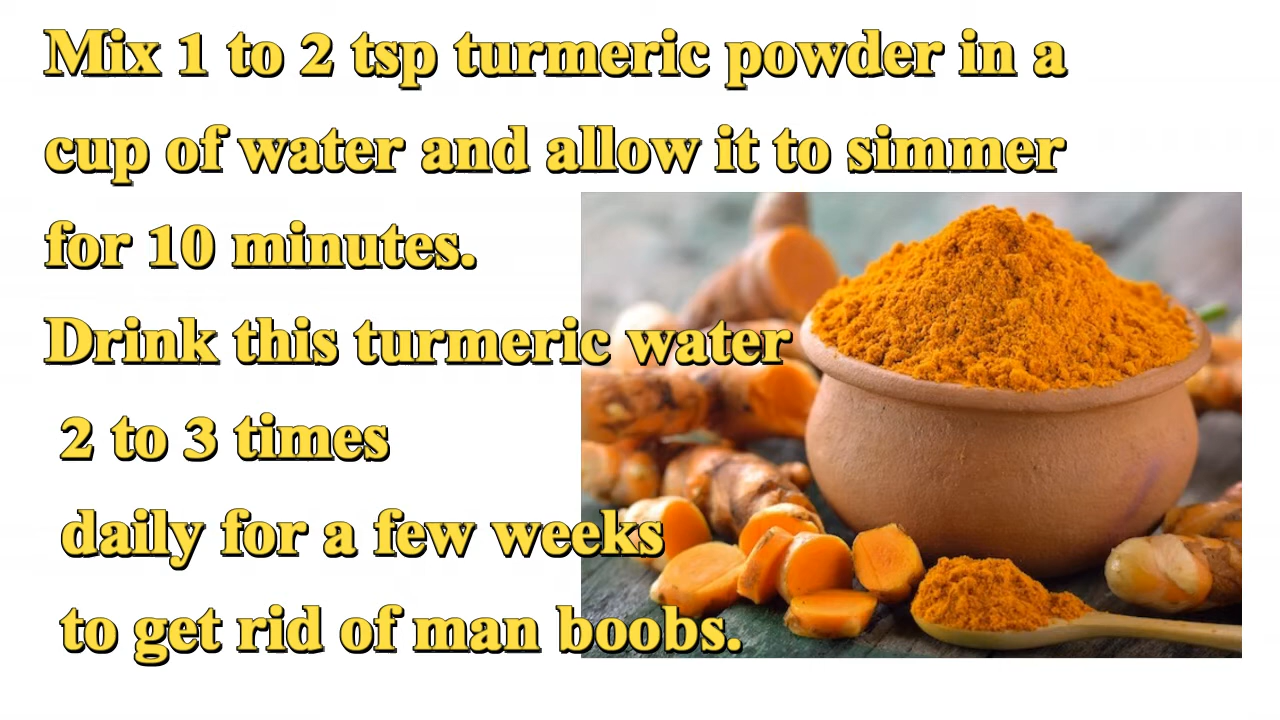 Mix 1 to 2 tsp turmeric powder in a
cup of water and allow it to simmer
for 10 minutes.
Drink this turmeric water
2 to 3 times
daily for a few weeks
to get rid of man boobs.